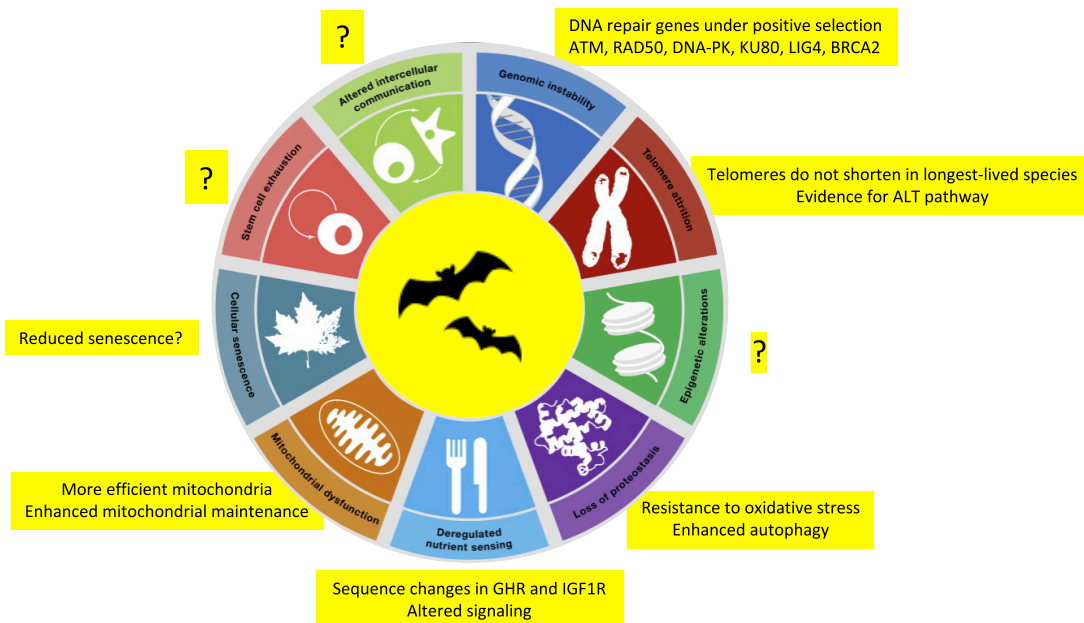 ?
DNA repair genes under positive selection
ATM, RAD50, DNA-PK, KU80, LIG4, BRCA2
Altered intercellular
communication
Genomic instability
?
Stem cell exhaustion
Telomere attrition
Telomeres do not shorten in longest-lived species
Evidence for ALT pathway
Reduced senescence?
Cellular senescence
Epigenetic alterations
?
More efficient mitochondria
Enhanced mitochondrial maintenance
Mitochondrial dysfunction
Deregulated
nutrient sensing
Loss of proteostasis
Resistance to oxidative stress
Enhanced autophagy
Sequence changes in GHR and IGF1R
Altered signaling